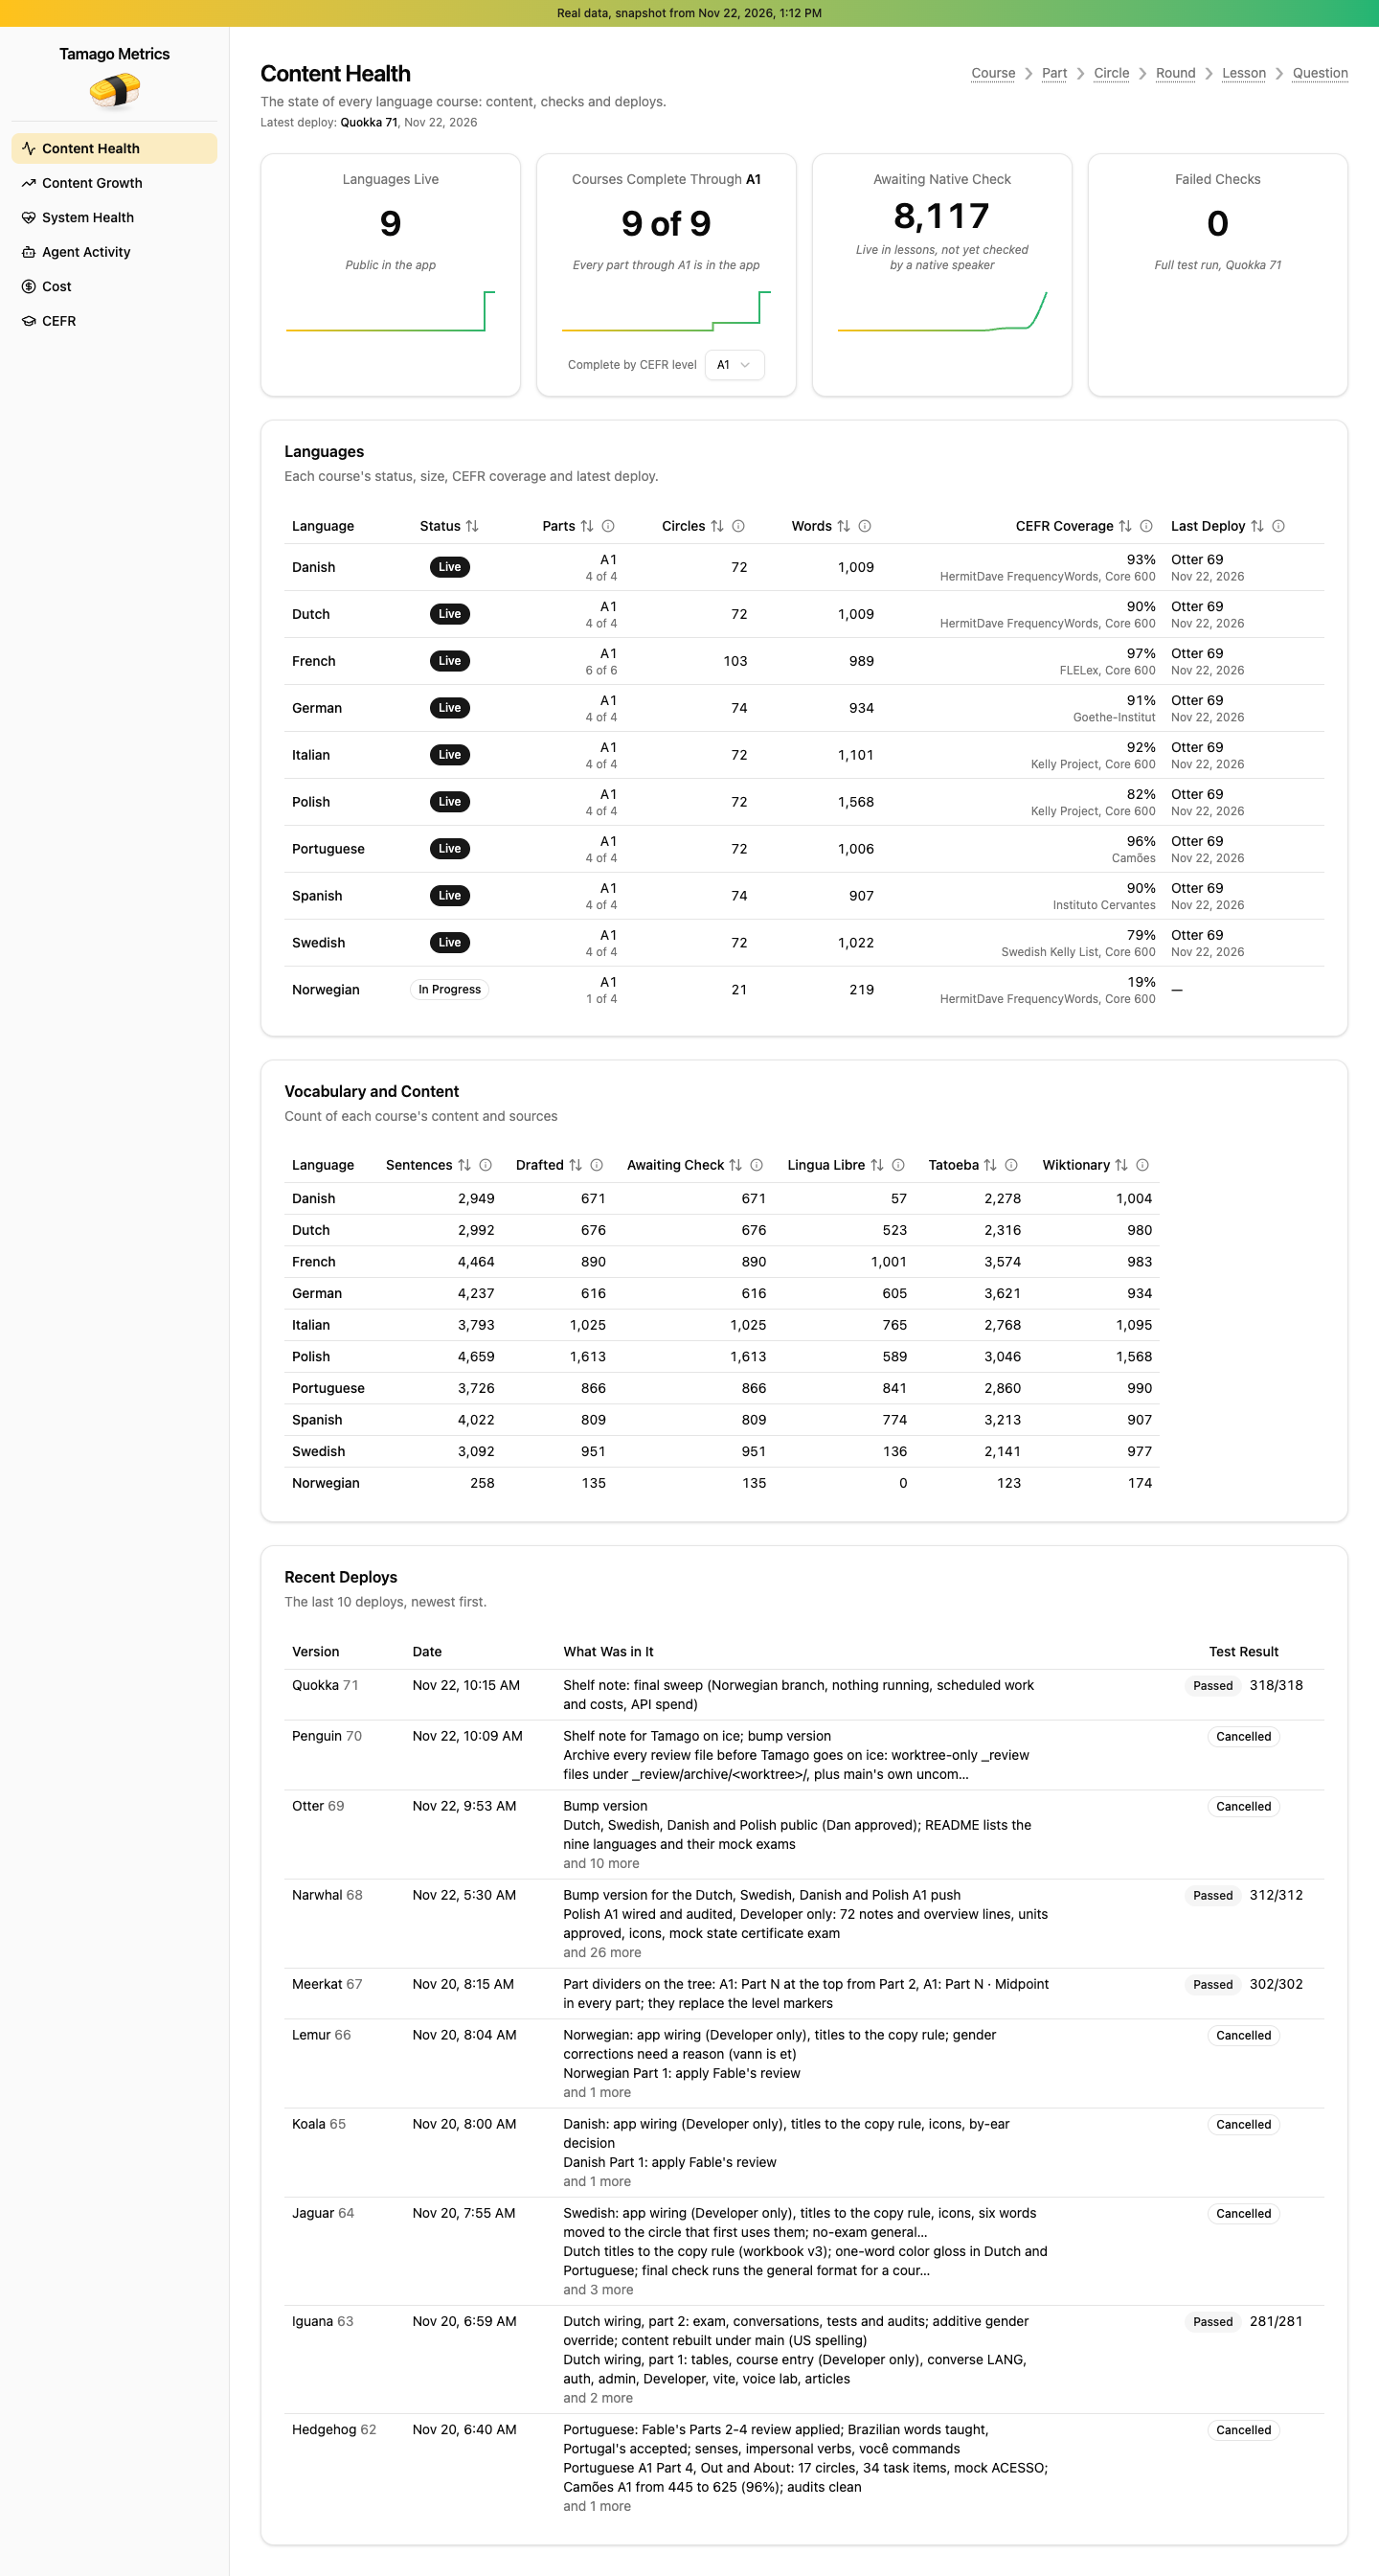 Real data, snapshot from Nov 22, 2026, 1:12 PM
Tamago Metrics
Content Health
Content Growth
System Health
Agent Activity
Cost
CEFR
Content Health
Course > Part > Circle > Round > Lesson > Question
The state of every language course: content, checks and deploys.
Latest deploy: Quokka 71, Nov 22, 2026
Languages Live
9
Public in the app
Courses Complete Through A1
9 of 9
Every part through A1 is in the app
Complete by CEFR level A1
Awaiting Native Check
8,117
Live in lessons, not yet checked
by a native speaker
Failed Checks
0
Full test run, Quokka 71
Languages
Each course's status, size, CEFR coverage and latest deploy.
Language Status Parts Circles Words CEFR Coverage Last Deploy
Danish Live A1 72 1,009 93% Otter 69
4 of 4 HermitDave FrequencyWords, Core 600 Nov 22, 2026
Dutch Live A1 72 1,009 90% Otter 69
4 of 4 HermitDave FrequencyWords, Core 600 Nov 22, 2026
French Live A1 103 989 97% Otter 69
6 of 6 FLELex, Core 600 Nov 22, 2026
German Live A1 74 934 91% Otter 69
4 of 4 Goethe-Institut Nov 22, 2026
Italian Live A1 72 1,101 92% Otter 69
4 of 4 Kelly Project, Core 600 Nov 22, 2026
Polish Live A1 72 1,568 82% Otter 69
4 of 4 Kelly Project, Core 600 Nov 22, 2026
Portuguese Live A1 72 1,006 96% Otter 69
4 of 4 Camões Nov 22, 2026
Spanish Live A1 74 907 90% Otter 69
4 of 4 Instituto Cervantes Nov 22, 2026
Swedish Live A1 72 1,022 79% Otter 69
4 of 4 Swedish Kelly List, Core 600 Nov 22, 2026
Norwegian In Progress A1 21 219 19% —
1 of 4 HermitDave FrequencyWords, Core 600
Vocabulary and Content
Count of each course's content and sources
Language Sentences Drafted Awaiting Check Lingua Libre Tatoeba Wiktionary
Danish 2,949 671 671 57 2,278 1,004
Dutch 2,992 676 676 523 2,316 980
French 4,464 890 890 1,001 3,574 983
German 4,237 616 616 605 3,621 934
Italian 3,793 1,025 1,025 765 2,768 1,095
Polish 4,659 1,613 1,613 589 3,046 1,568
Portuguese 3,726 866 866 841 2,860 990
Spanish 4,022 809 809 774 3,213 907
Swedish 3,092 951 951 136 2,141 977
Norwegian 258 135 135 0 123 174
Recent Deploys
The last 10 deploys, newest first.
Version Date What Was in It Test Result
Quokka 71 Nov 22, 10:15 AM Shelf note: final sweep (Norwegian branch, nothing running, scheduled work Passed 318/318
and costs, API spend)
Penguin 70 Nov 22, 10:09 AM Shelf note for Tamago on ice; bump version Cancelled
Archive every review file before Tamago goes on ice: worktree-only _review
files under _review/archive/<worktree>/, plus main's own uncom…
Otter 69 Nov 22, 9:53 AM Bump version Cancelled
Dutch, Swedish, Danish and Polish public (Dan approved); README lists the
nine languages and their mock exams
and 10 more
Narwhal 68 Nov 22, 5:30 AM Bump version for the Dutch, Swedish, Danish and Polish A1 push Passed 312/312
Polish A1 wired and audited, Developer only: 72 notes and overview lines, units
approved, icons, mock state certificate exam
and 26 more
Meerkat 67 Nov 20, 8:15 AM Part dividers on the tree: A1: Part N at the top from Part 2, A1: Part N · Midpoint Passed 302/302
in every part; they replace the level markers
Lemur 66 Nov 20, 8:04 AM Norwegian: app wiring (Developer only), titles to the copy rule; gender Cancelled
corrections need a reason (vann is et)
Norwegian Part 1: apply Fable's review
and 1 more
Koala 65 Nov 20, 8:00 AM Danish: app wiring (Developer only), titles to the copy rule, icons, by-ear Cancelled
decision
Danish Part 1: apply Fable's review
and 1 more
Jaguar 64 Nov 20, 7:55 AM Swedish: app wiring (Developer only), titles to the copy rule, icons, six words Cancelled
moved to the circle that first uses them; no-exam general…
Dutch titles to the copy rule (workbook v3); one-word color gloss in Dutch and
Portuguese; final check runs the general format for a cour…
and 3 more
Iguana 63 Nov 20, 6:59 AM Dutch wiring, part 2: exam, conversations, tests and audits; additive gender Passed 281/281
override; content rebuilt under main (US spelling)
Dutch wiring, part 1: tables, course entry (Developer only), converse LANG,
auth, admin, Developer, vite, voice lab, articles
and 2 more
Hedgehog 62 Nov 20, 6:40 AM Portuguese: Fable's Parts 2-4 review applied; Brazilian words taught, Cancelled
Portugal's accepted; senses, impersonal verbs, você commands
Portuguese A1 Part 4, Out and About: 17 circles, 34 task items, mock ACESSO;
Camões A1 from 445 to 625 (96%); audits clean
and 1 more